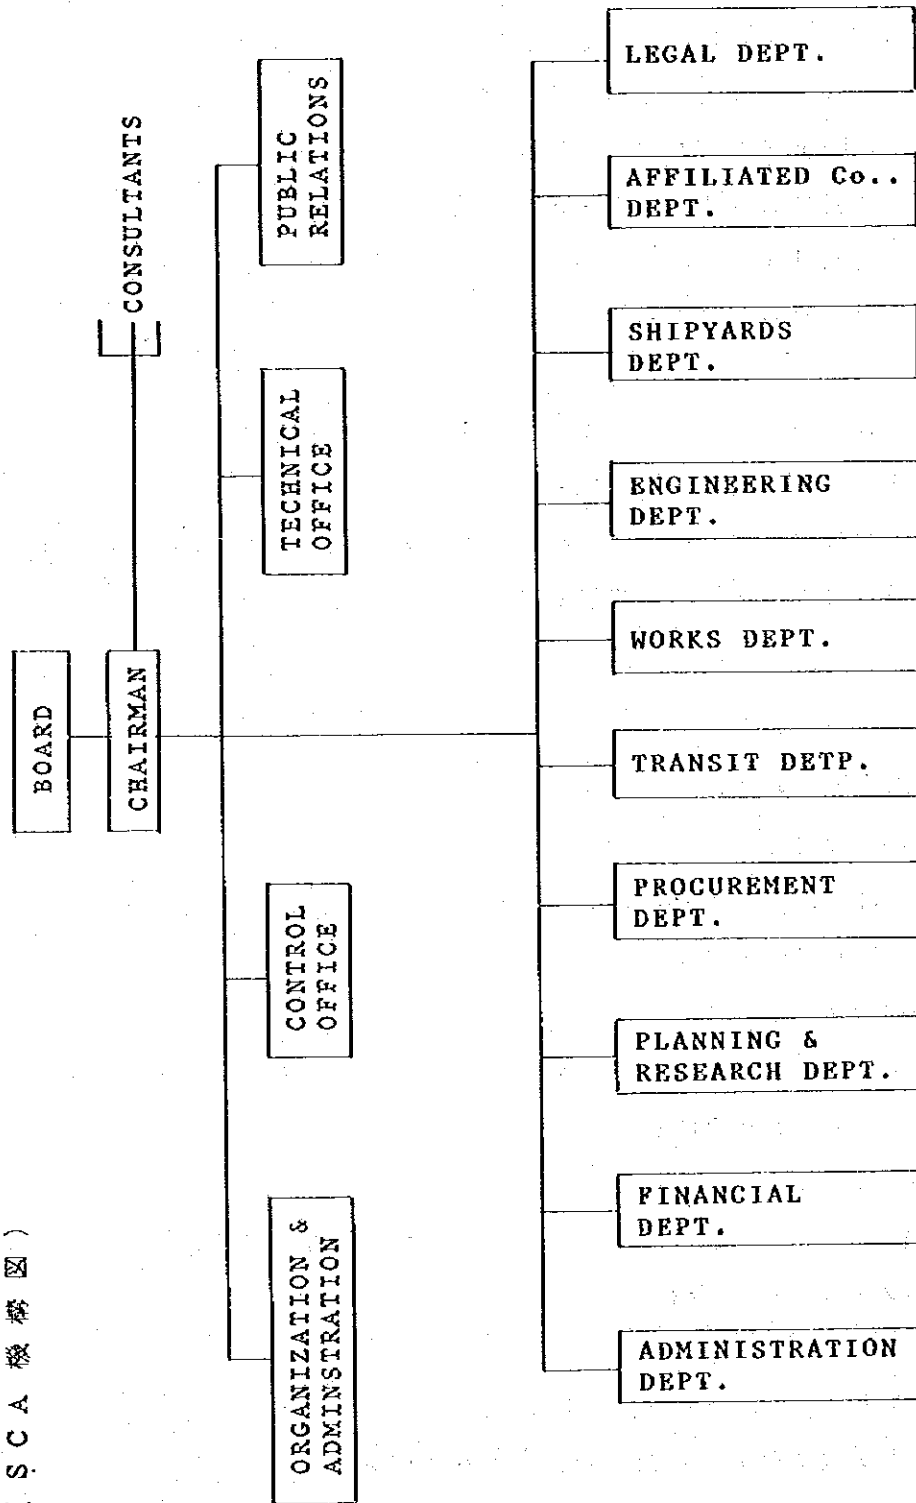 SCA 機構図)
BOARD
CHAIRMAN
CONSULTANTS
ORGANIZATION &
ADMINSTRATION
CONTROL
OFFICE
TECHNICAL
OFFICE
PUBLIC
RELATIONS
ADMINISTRATION
DEPT.
FINANCIAL
DEPT.
PLANNING &
RESEARCH DEPT.
PROCUREMENT
DEPT.
TRANSIT DETP.
WORKS DEPT.
ENGINEERING
DEPT.
SHIPYARDS
DEPT.
AFFILIATED Co..
DEPT.
LEGAL DEPT.